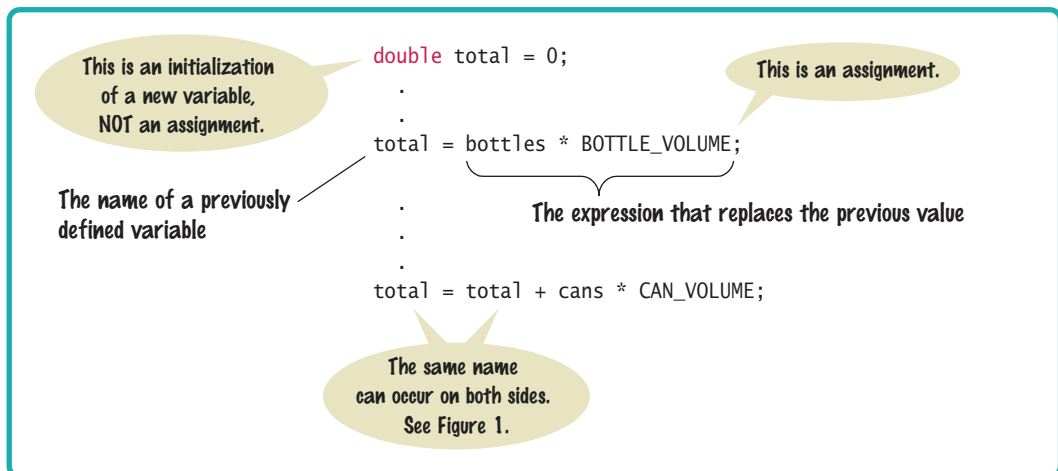 double total = 0;
This is an initialization
of a new variable,
NOT an assignment.
This is an assignment.
.
.
total = bottles * BOTTLE_VOLUME;
The name of a previously
defined variable
The expression that replaces the previous value
.
.
.
total = total + cans * CAN_VOLUME;
The same name
can occur on both sides.
See Figure 1.